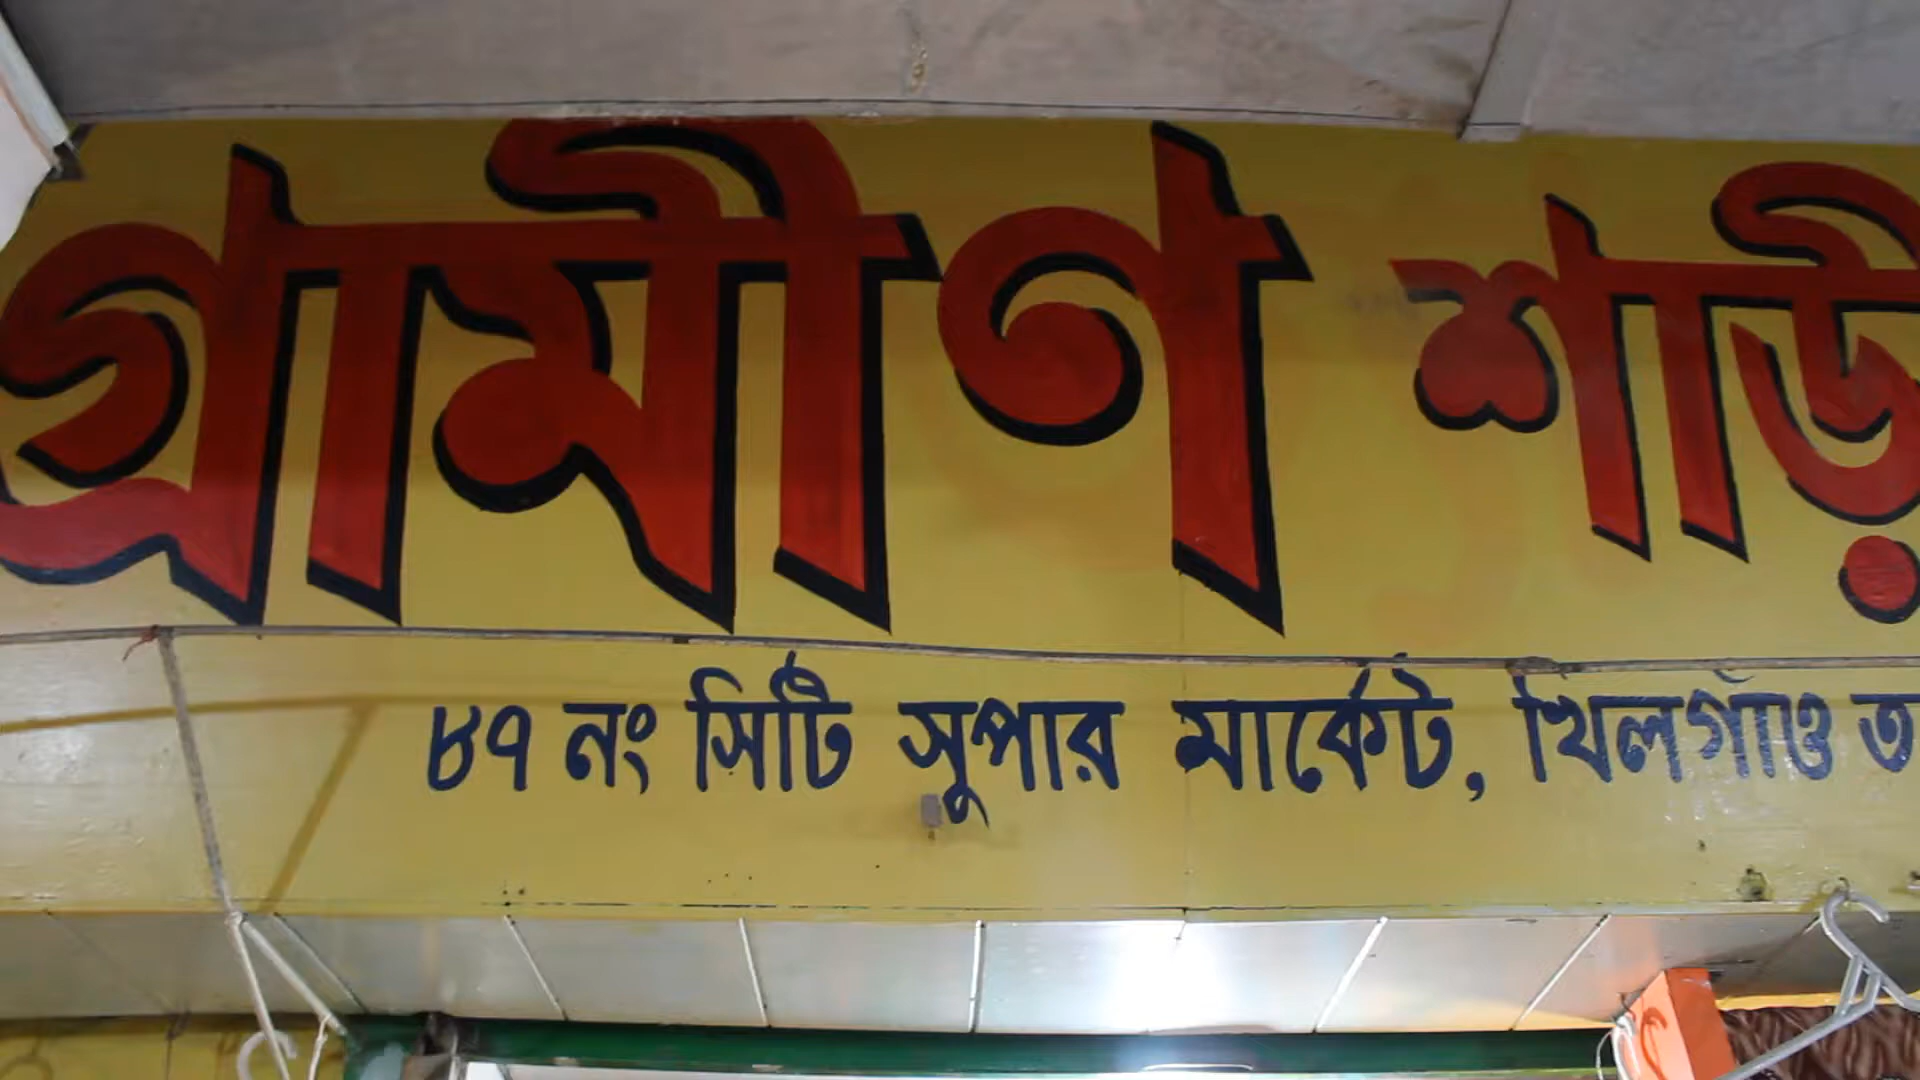 গ্রামীণ শাড়ী
৮৭ নং সিটি সুপার মার্কেট, খিলগাঁও